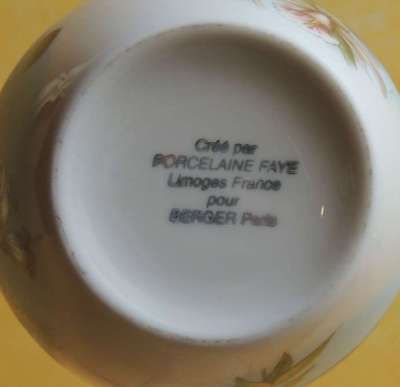 Créé par
PORCELAINE FAYE
Limoges France
pour
BERGER Paris